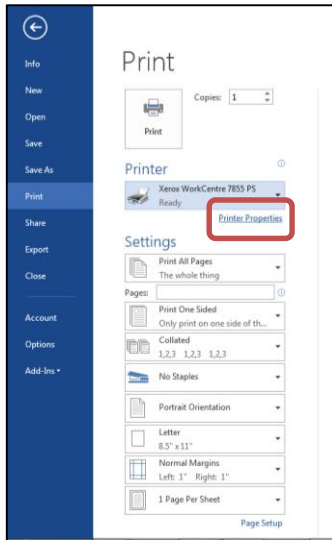 Info
New
Open
Save
Save As
Print
Share
Export
Close
Account
Options
Add-Ins
Print
Copies: 1
Print
Printer
Xerox WorkCentre 7855 PS
Ready
Printer Properties
Settings
Print All Pages
The whole thing
Pages:
Print One Sided
Only print on one side of th...
Collated
1,2,3 1,2,3 1,2,3
No Staples
Portrait Orientation
Letter
8.5" x 11"
Normal Margins
Left: 1" Right: 1"
1 Page Per Sheet
Page Setup